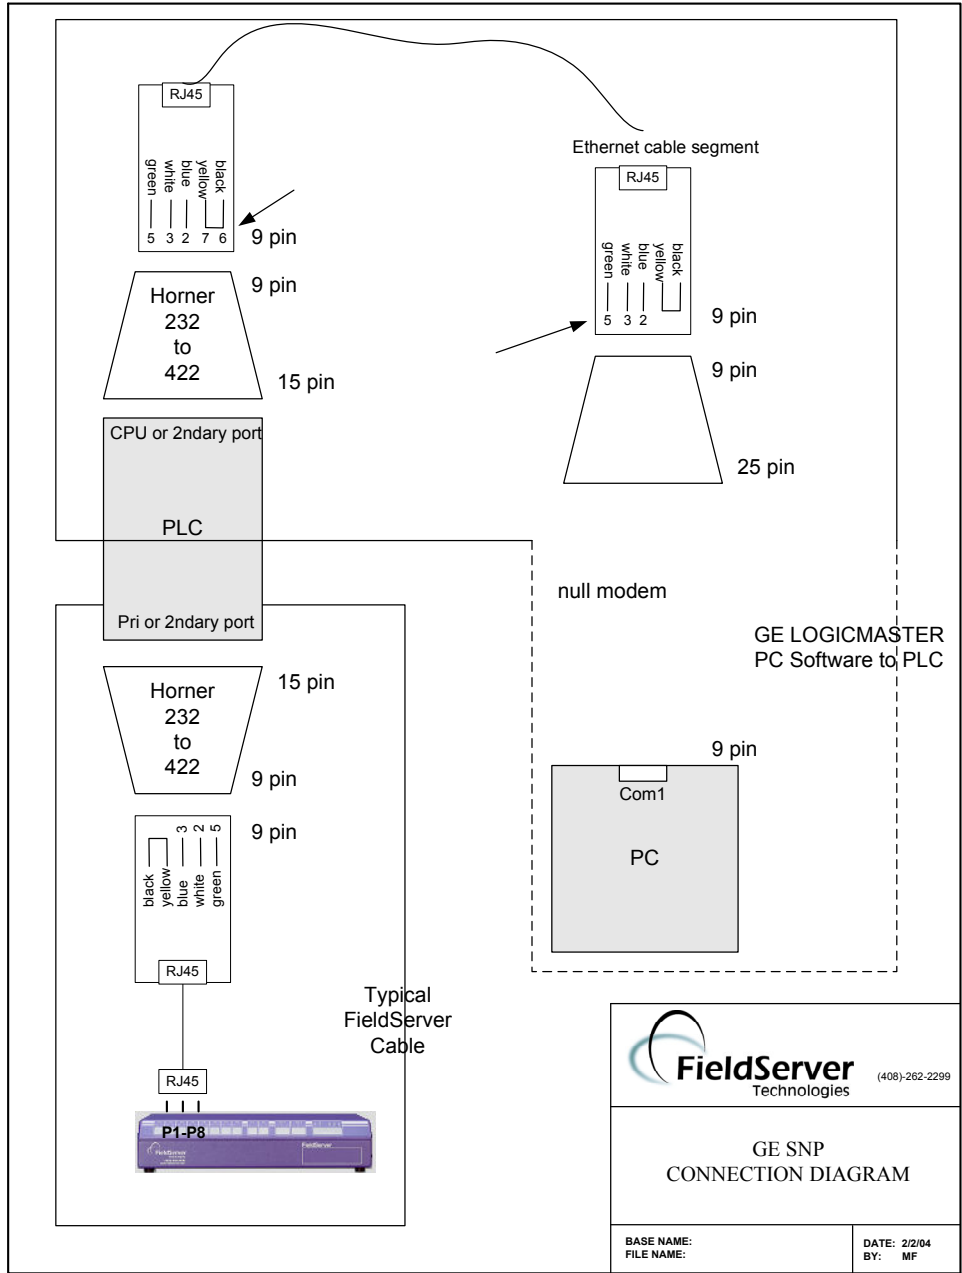 RJ45
green
white
blue
yellow
black
5 3 2 7 6
9 pin
9 pin
Horner
232
to
422
15 pin
CPU or 2ndary port
PLC
Pri or 2ndary port
Ethernet cable segment
RJ45
green
white
blue
yellow
black
5 3 2
9 pin
9 pin
25 pin
null modem
GE LOGICMASTER
PC Software to PLC
9 pin
Com1
PC
15 pin
Horner
232
to
422
9 pin
9 pin
3 2 5
black
yellow
blue
white
green
RJ45
Typical
FieldServer
Cable
RJ45
P1-P8
FieldServer
FieldServer
FieldServer
Technologies
(408)-262-2299
GE SNP
CONNECTION DIAGRAM
BASE NAME:
FILE NAME:
DATE: 2/2/04
BY: MF